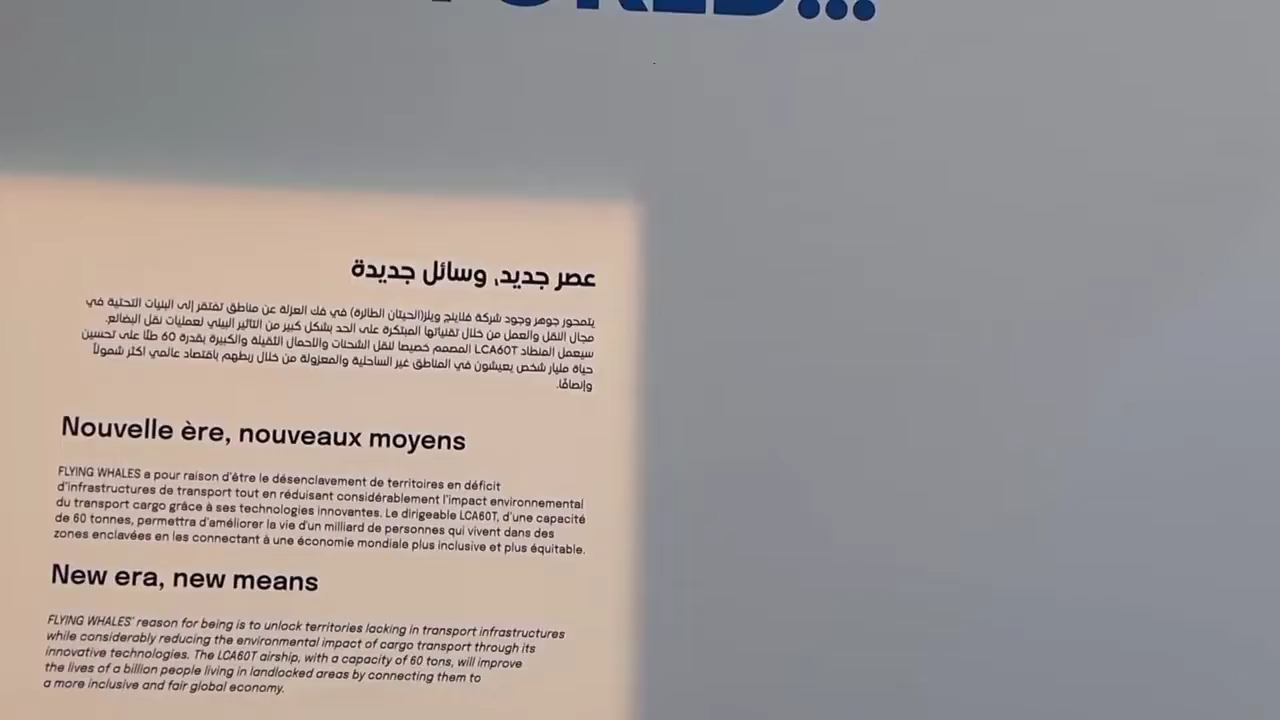 عصر جديد، وسائل جديدة
يتمحور جوهر وجود شركة فلاينج ويلز(الحيتان الطائرة) في فك العزلة عن مناطق تفتقر إلى البنيات التحتية في
مجال النقل والعمل من خلال تقنياتها المبتكرة على الحد بشكل كبير من التأثير البيئي لعمليات نقل البضائع.
سيعمل المنطاد LCA60T المصمم خصيصا لنقل الشحنات والأحمال الثقيلة والكبيرة بقدرة 60 طنًا على تحسين
حياة مليار شخص يعيشون في المناطق غير الساحلية والمعزولة من خلال ربطهم باقتصاد عالمي اكثر شمولاً
وإنصافًا.
Nouvelle ère, nouveaux moyens
FLYING WHALES a pour raison d'être le désenclavement de territoires en déficit
d'infrastructures de transport tout en réduisant considérablement l'impact environnemental
du transport cargo grâce à ses technologies innovantes. Le dirigeable LCA60T, d'une capacité
de 60 tonnes, permettra d'améliorer la vie d'un milliard de personnes qui vivent dans des
zones enclavées en les connectant à une économie mondiale plus inclusive et plus équitable.
New era, new means
FLYING WHALES' reason for being is to unlock territories lacking in transport infrastructures
while considerably reducing the environmental impact of cargo transport through its
innovative technologies. The LCA60T airship, with a capacity of 60 tons, will improve
the lives of a billion people living in landlocked areas by connecting them to
a more inclusive and fair global economy.